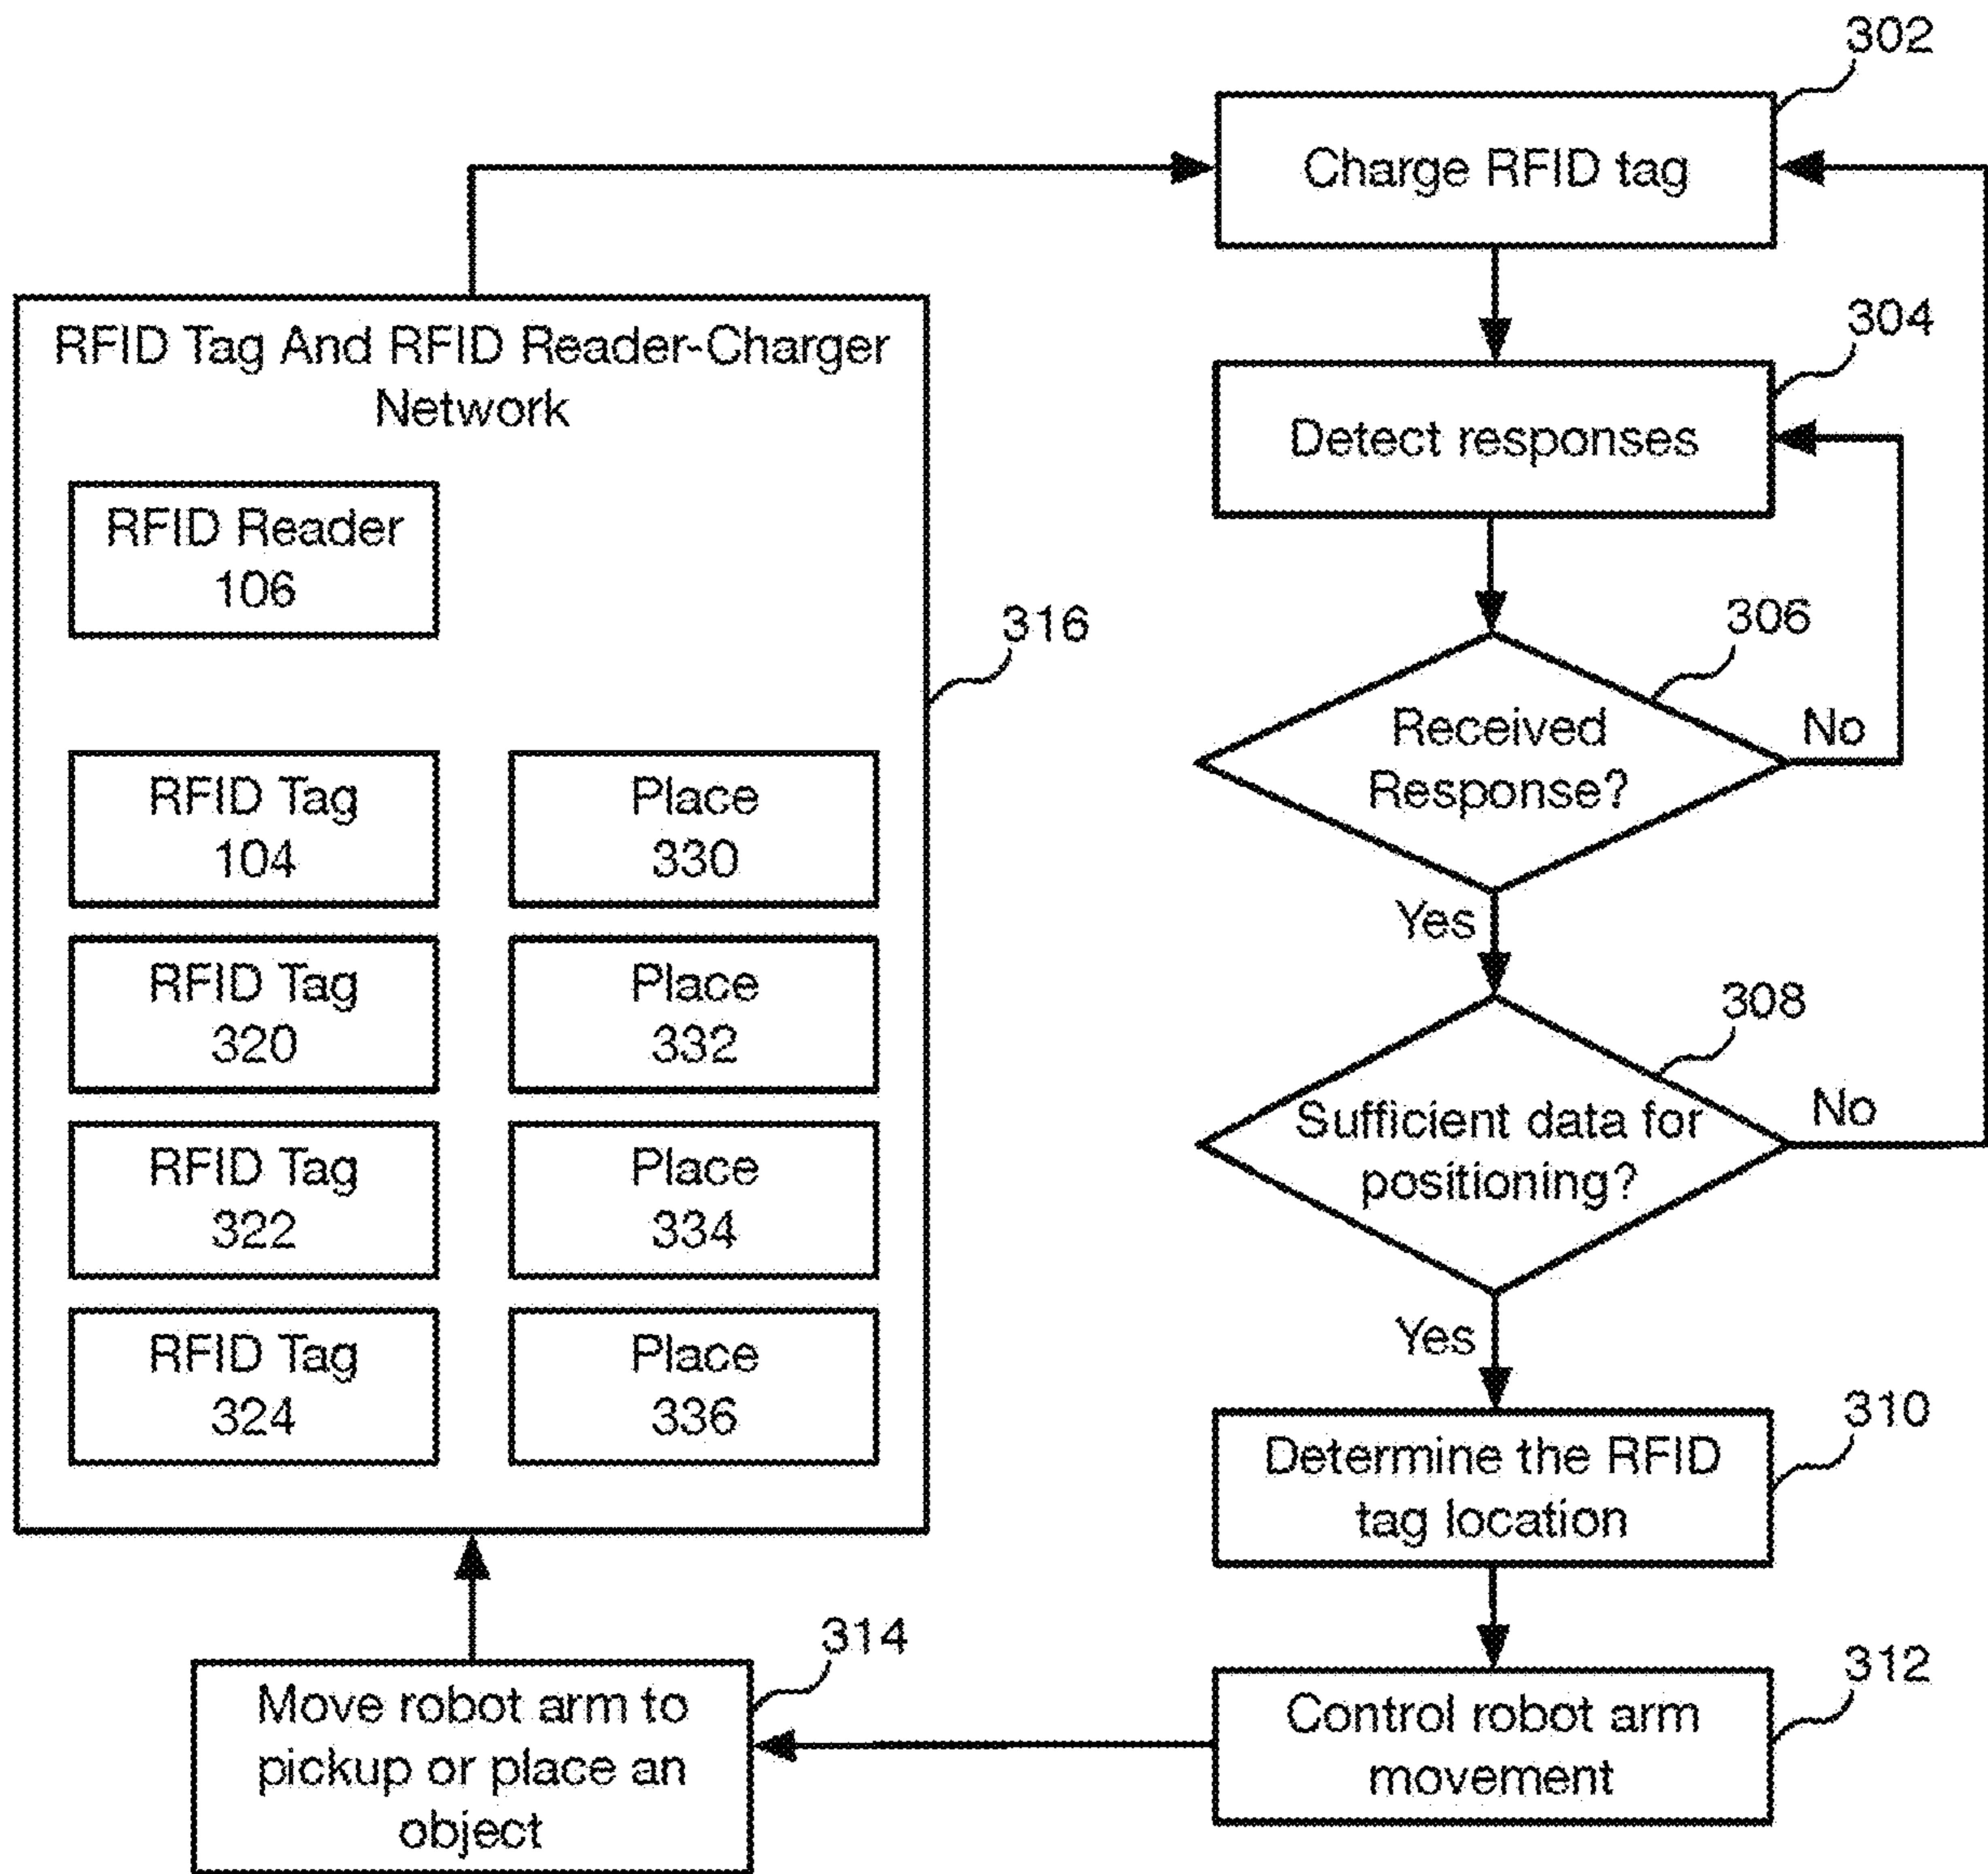 302
Charge RFID tag
304
Detect responses
306
Received
Response?
No
Yes
308
Sufficient data for
positioning?
No
Yes
310
Determine the RFID
tag location
312
Control robot arm
movement
314
Move robot arm to
pickup or place an
object
316
RFID Tag And RFID Reader-Charger
Network
RFID Reader
106
RFID Tag
104
Place
330
RFID Tag
320
Place
332
RFID Tag
322
Place
334
RFID Tag
324
Place
336